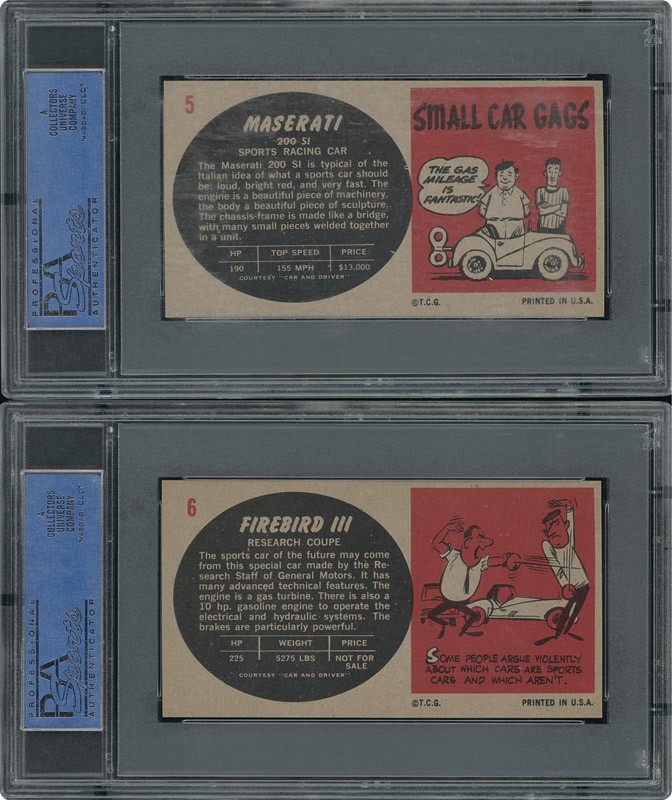 A
COLLECTORS
UNIVERSE
COMPANY
NASDAQ: CLCT
PROFESSIONAL
PSA
Sports
AUTHENTICATOR
5
MASERATI
200 SI
SPORTS RACING CAR
The Maserati 200 SI is typical of the
Italian idea of what a sports car should
be: loud, bright red, and very fast. The
engine is a beautiful piece of machinery,
the body a beautiful piece of sculpture.
The chassis-frame is made like a bridge,
with many small pieces welded together
in a unit.
HP TOP SPEED PRICE
190 155 MPH $13,000
COURTESY "CAR AND DRIVER"
SMALL CAR GAGS
THE GAS
MILEAGE
IS
FANTASTIC!
©T.C.G. PRINTED IN U.S.A.
A
COLLECTORS
UNIVERSE
COMPANY
NASDAQ: CLCT
PROFESSIONAL
PSA
Sports
AUTHENTICATOR
6
FIREBIRD III
RESEARCH COUPE
The sports car of the future may come
from this special car made by the Re-
search Staff of General Motors. It has
many advanced technical features. The
engine is a gas turbine. There is also a
10 hp. gasoline engine to operate the
electrical and hydraulic systems. The
brakes are particularly powerful.
HP WEIGHT PRICE
225 5275 LBS NOT FOR
SALE
COURTESY "CAR AND DRIVER"
SOME PEOPLE ARGUE VIOLENTLY
ABOUT WHICH CARS ARE SPORTS
CARS AND WHICH AREN'T.
©T.C.G. PRINTED IN U.S.A.